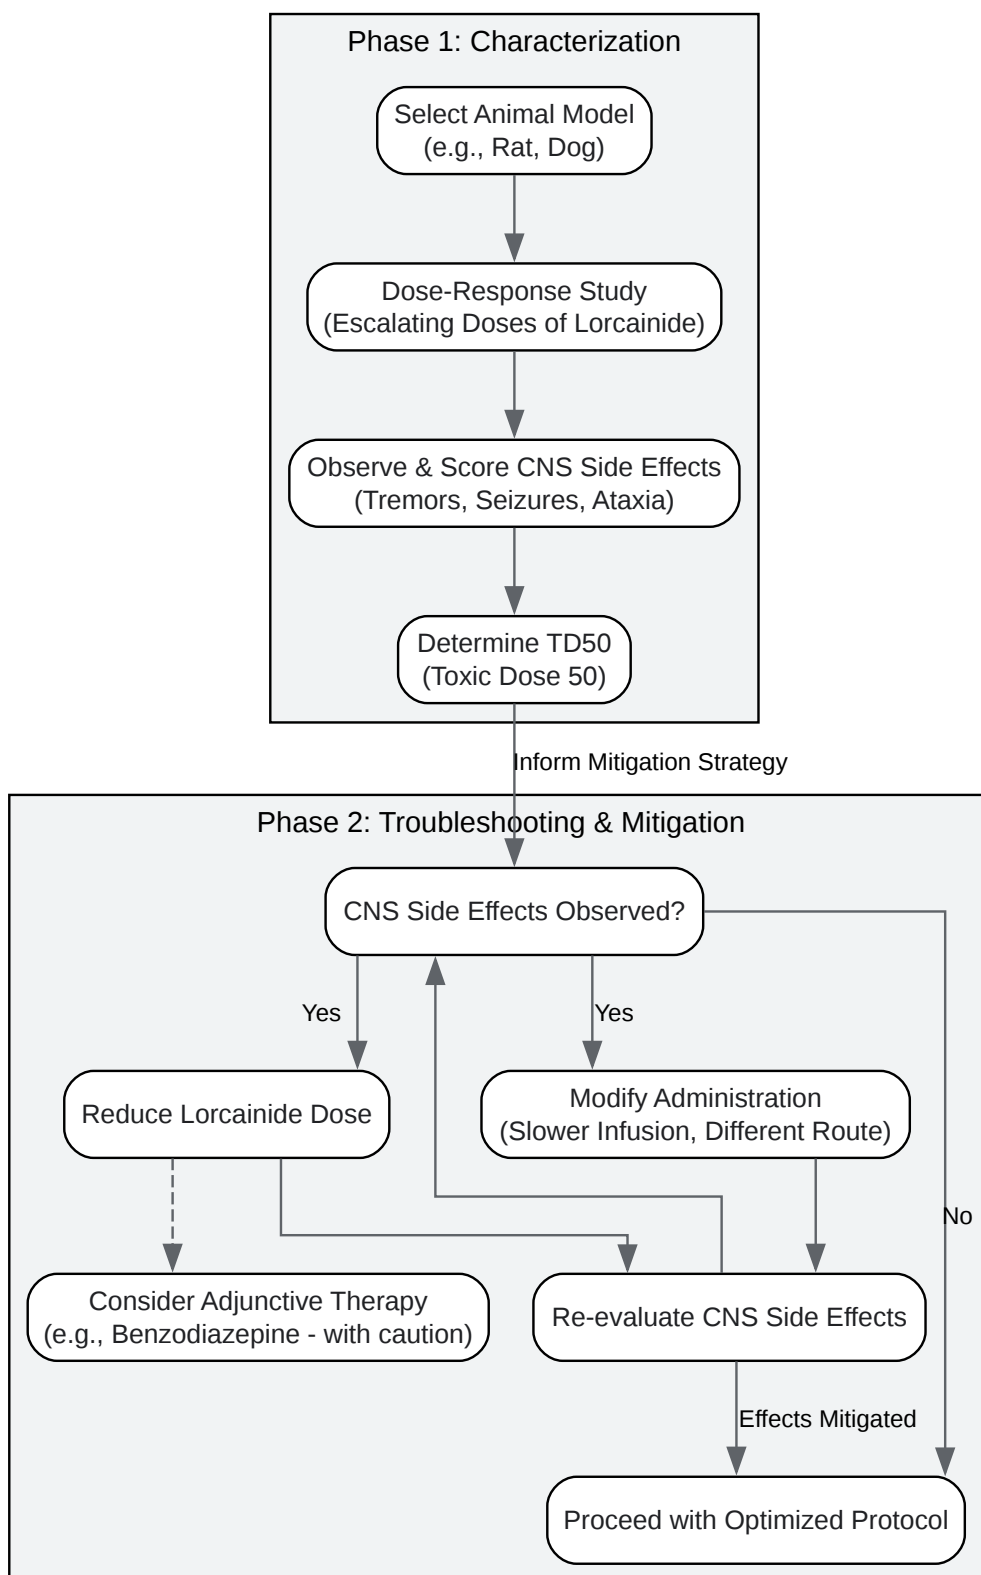 Phase 1: Characterization
Select Animal Model
(e.g., Rat, Dog)
Dose-Response Study
(Escalating Doses of Lorcainide)
Observe & Score CNS Side Effects
(Tremors, Seizures, Ataxia)
Determine TD50
(Toxic Dose 50)
Inform Mitigation Strategy
Phase 2: Troubleshooting & Mitigation
CNS Side Effects Observed?
Yes
Yes
Reduce Lorcainide Dose
Modify Administration
(Slower Infusion, Different Route)
No
Consider Adjunctive Therapy
(e.g., Benzodiazepine - with caution)
Re-evaluate CNS Side Effects
Effects Mitigated
Proceed with Optimized Protocol